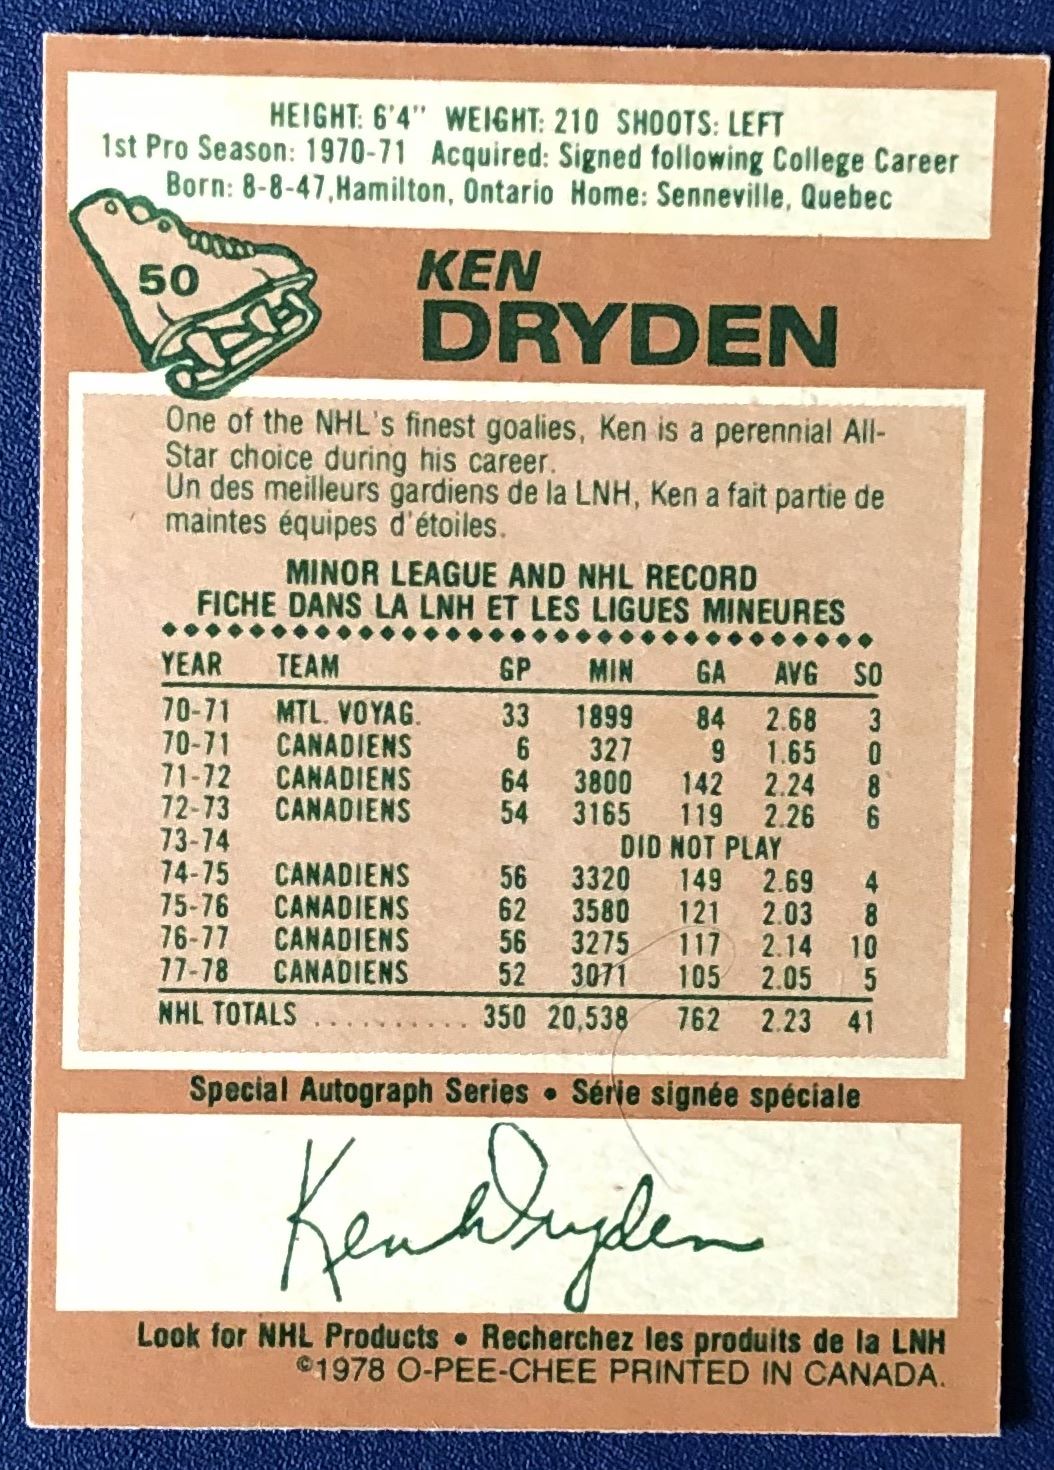 HEIGHT: 6'4" WEIGHT: 210 SHOOTS: LEFT
1st Pro Season: 1970-71 Acquired: Signed following College Career
Born: 8-8-47, Hamilton, Ontario Home: Senneville, Quebec
50
KEN
DRYDEN
One of the NHL's finest goalies, Ken is a perennial All-
Star choice during his career.
Un des meilleurs gardiens de la LNH, Ken a fait partie de
maintes équipes d'étoiles.
MINOR LEAGUE AND NHL RECORD
FICHE DANS LA LNH ET LES LIGUES MINEURES
YEAR TEAM GP MIN GA AVG SO
70-71 MTL. VOYAG. 33 1899 84 2.68 3
70-71 CANADIENS 6 327 9 1.65 0
71-72 CANADIENS 64 3800 142 2.24 8
72-73 CANADIENS 54 3165 119 2.26 6
73-74 DID NOT PLAY
74-75 CANADIENS 56 3320 149 2.69 4
75-76 CANADIENS 62 3580 121 2.03 8
76-77 CANADIENS 56 3275 117 2.14 10
77-78 CANADIENS 52 3071 105 2.05 5
NHL TOTALS ........... 350 20,538 762 2.23 41
Special Autograph Series • Série signée spéciale
Ken Dryden
Look for NHL Products • Recherchez les produits de la LNH
©1978 O-PEE-CHEE PRINTED IN CANADA.